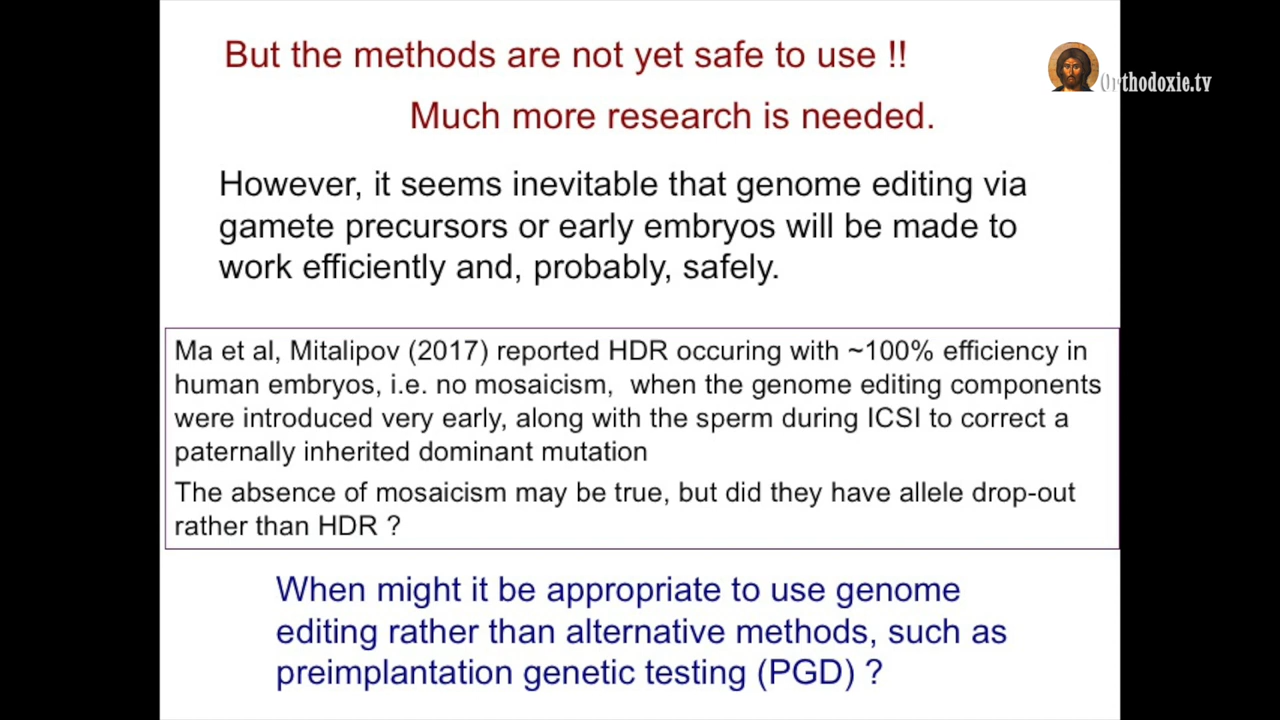 But the methods are not yet safe to use !!
Orthodoxie.tv
Much more research is needed.
However, it seems inevitable that genome editing via
gamete precursors or early embryos will be made to
work efficiently and, probably, safely.
Ma et al, Mitalipov (2017) reported HDR occuring with ~100% efficiency in
human embryos, i.e. no mosaicism, when the genome editing components
were introduced very early, along with the sperm during ICSI to correct a
paternally inherited dominant mutation
The absence of mosaicism may be true, but did they have allele drop-out
rather than HDR ?
When might it be appropriate to use genome
editing rather than alternative methods, such as
preimplantation genetic testing (PGD) ?